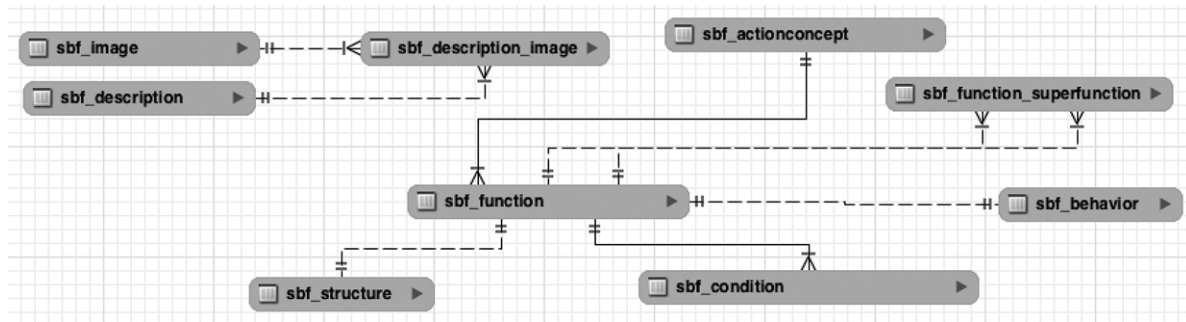 sbf_image
sbf_description_image
sbf_actionconcept
sbf_description
sbf_function_superfunction
sbf_function
sbf_behavior
sbf_structure
sbf_condition